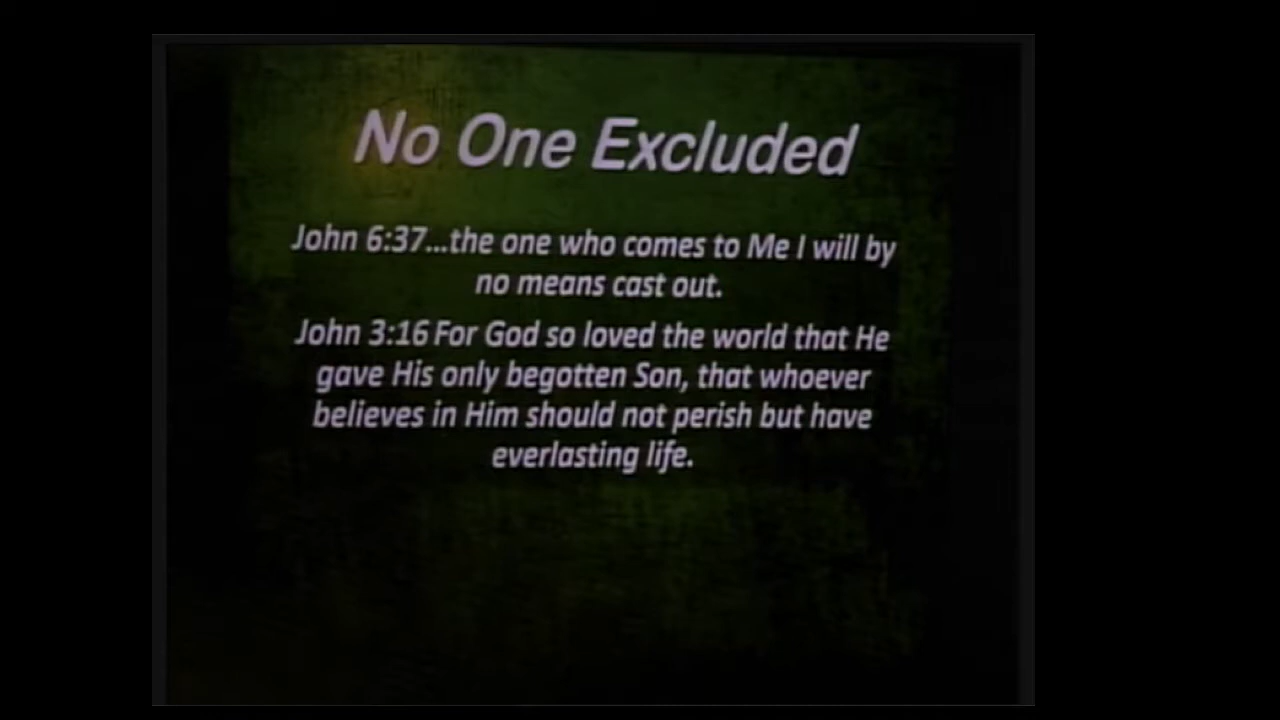 No One Excluded
John 6:37...the one who comes to Me I will by
no means cast out.
John 3:16 For God so loved the world that He
gave His only begotten Son, that whoever
believes in Him should not perish but have
everlasting life.